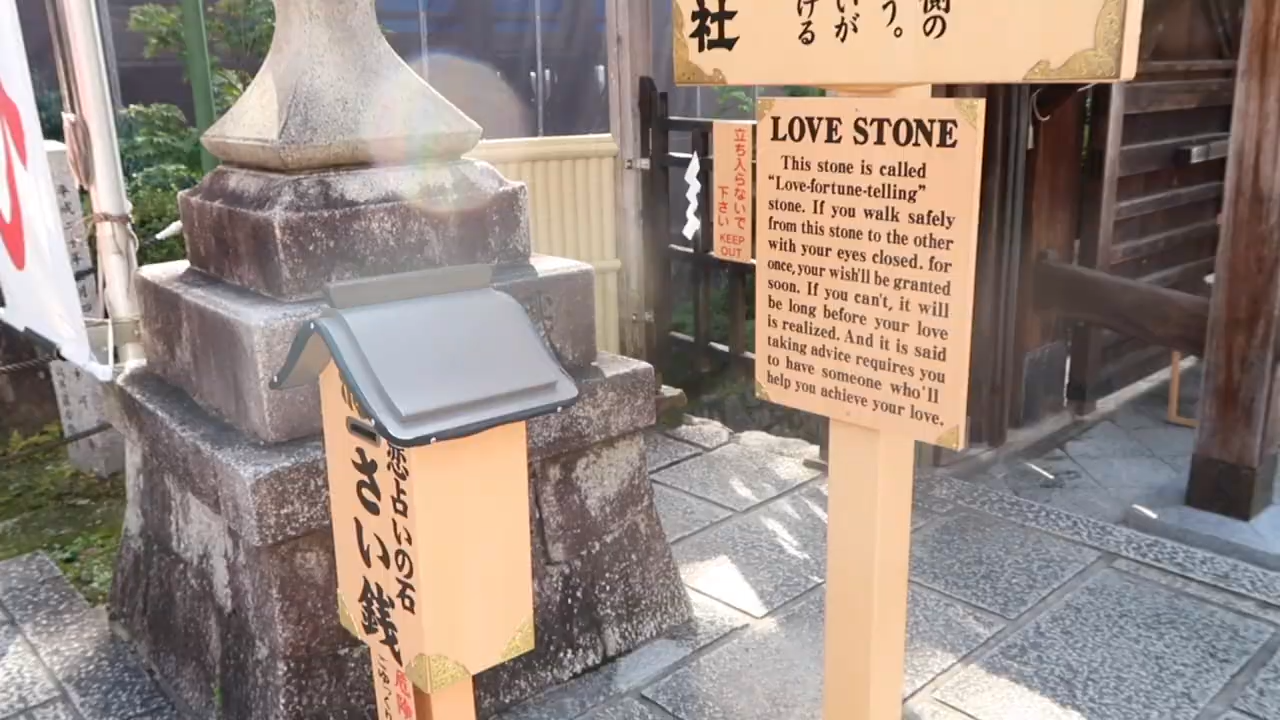 社
側の
う。
いが
ける
LOVE STONE
This stone is called
“Love-fortune-telling”
stone. If you walk safely
from this stone to the other
with your eyes closed. for
once, your wish'll be granted
soon. If you can't, it will
be long before your love
is realized. And it is said
taking advice requires you
to have someone who'll
help you achieve your love.
立ち入らないで
下さい
KEEP
OUT
恋占いの石
さい銭